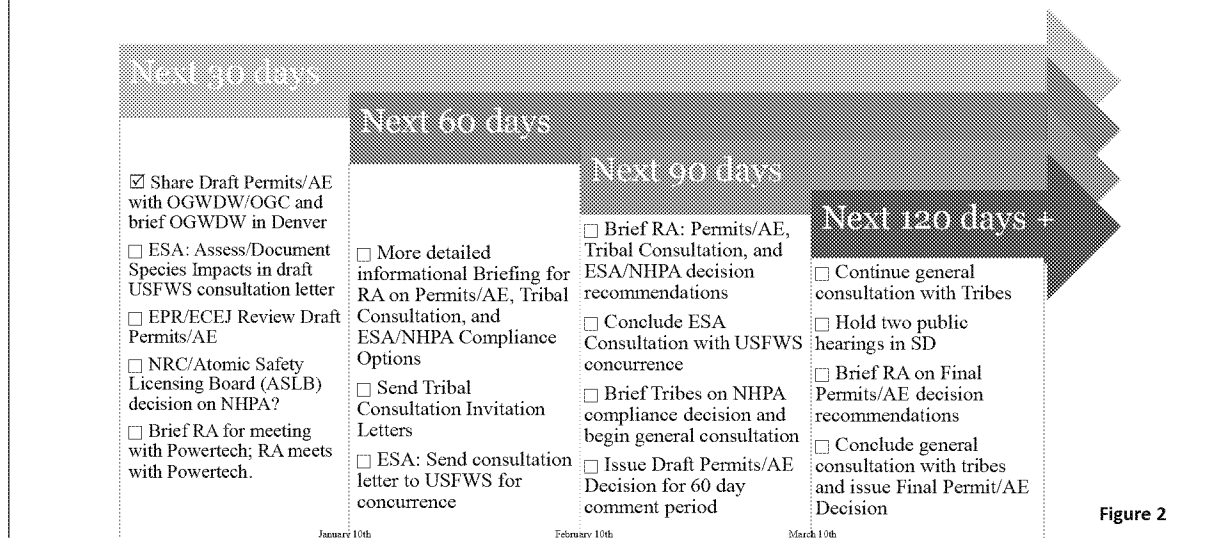 Next 30 days
☑ Share Draft Permits/AE
with OGWDW/OGC and
brief OGWDW in Denver
☐ ESA: Assess/Document
Species Impacts in draft
USFWS consultation letter
☐ EPR/ECEJ Review Draft
Permits/AE
☐ NRC/Atomic Safety
Licensing Board (ASLB)
decision on NHPA?
☐ Brief RA for meeting
with Powertech; RA meets
with Powertech.
Next 60 days
☐ More detailed
informational Briefing for
RA on Permits/AE, Tribal
Consultation, and
ESA/NHPA Compliance
Options
☐ Send Tribal
Consultation Invitation
Letters
☐ ESA: Send consultation
letter to USFWS for
concurrence
Next 90 days
☐ Brief RA: Permits/AE,
Tribal Consultation, and
ESA/NHPA decision
recommendations
☐ Conclude ESA
Consultation with USFWS
concurrence
☐ Brief Tribes on NHPA
compliance decision and
begin general consultation
☐ Issue Draft Permits/AE
Decision for 60 day
comment period
Next 120 days +
☐ Continue general
consultation with Tribes
☐ Hold two public
hearings in SD
☐ Brief RA on Final
Permits/AE decision
recommendations
☐ Conclude general
consultation with tribes
and issue Final Permit/AE
Decision
January 10th
February 10th
March 10th
Figure 2